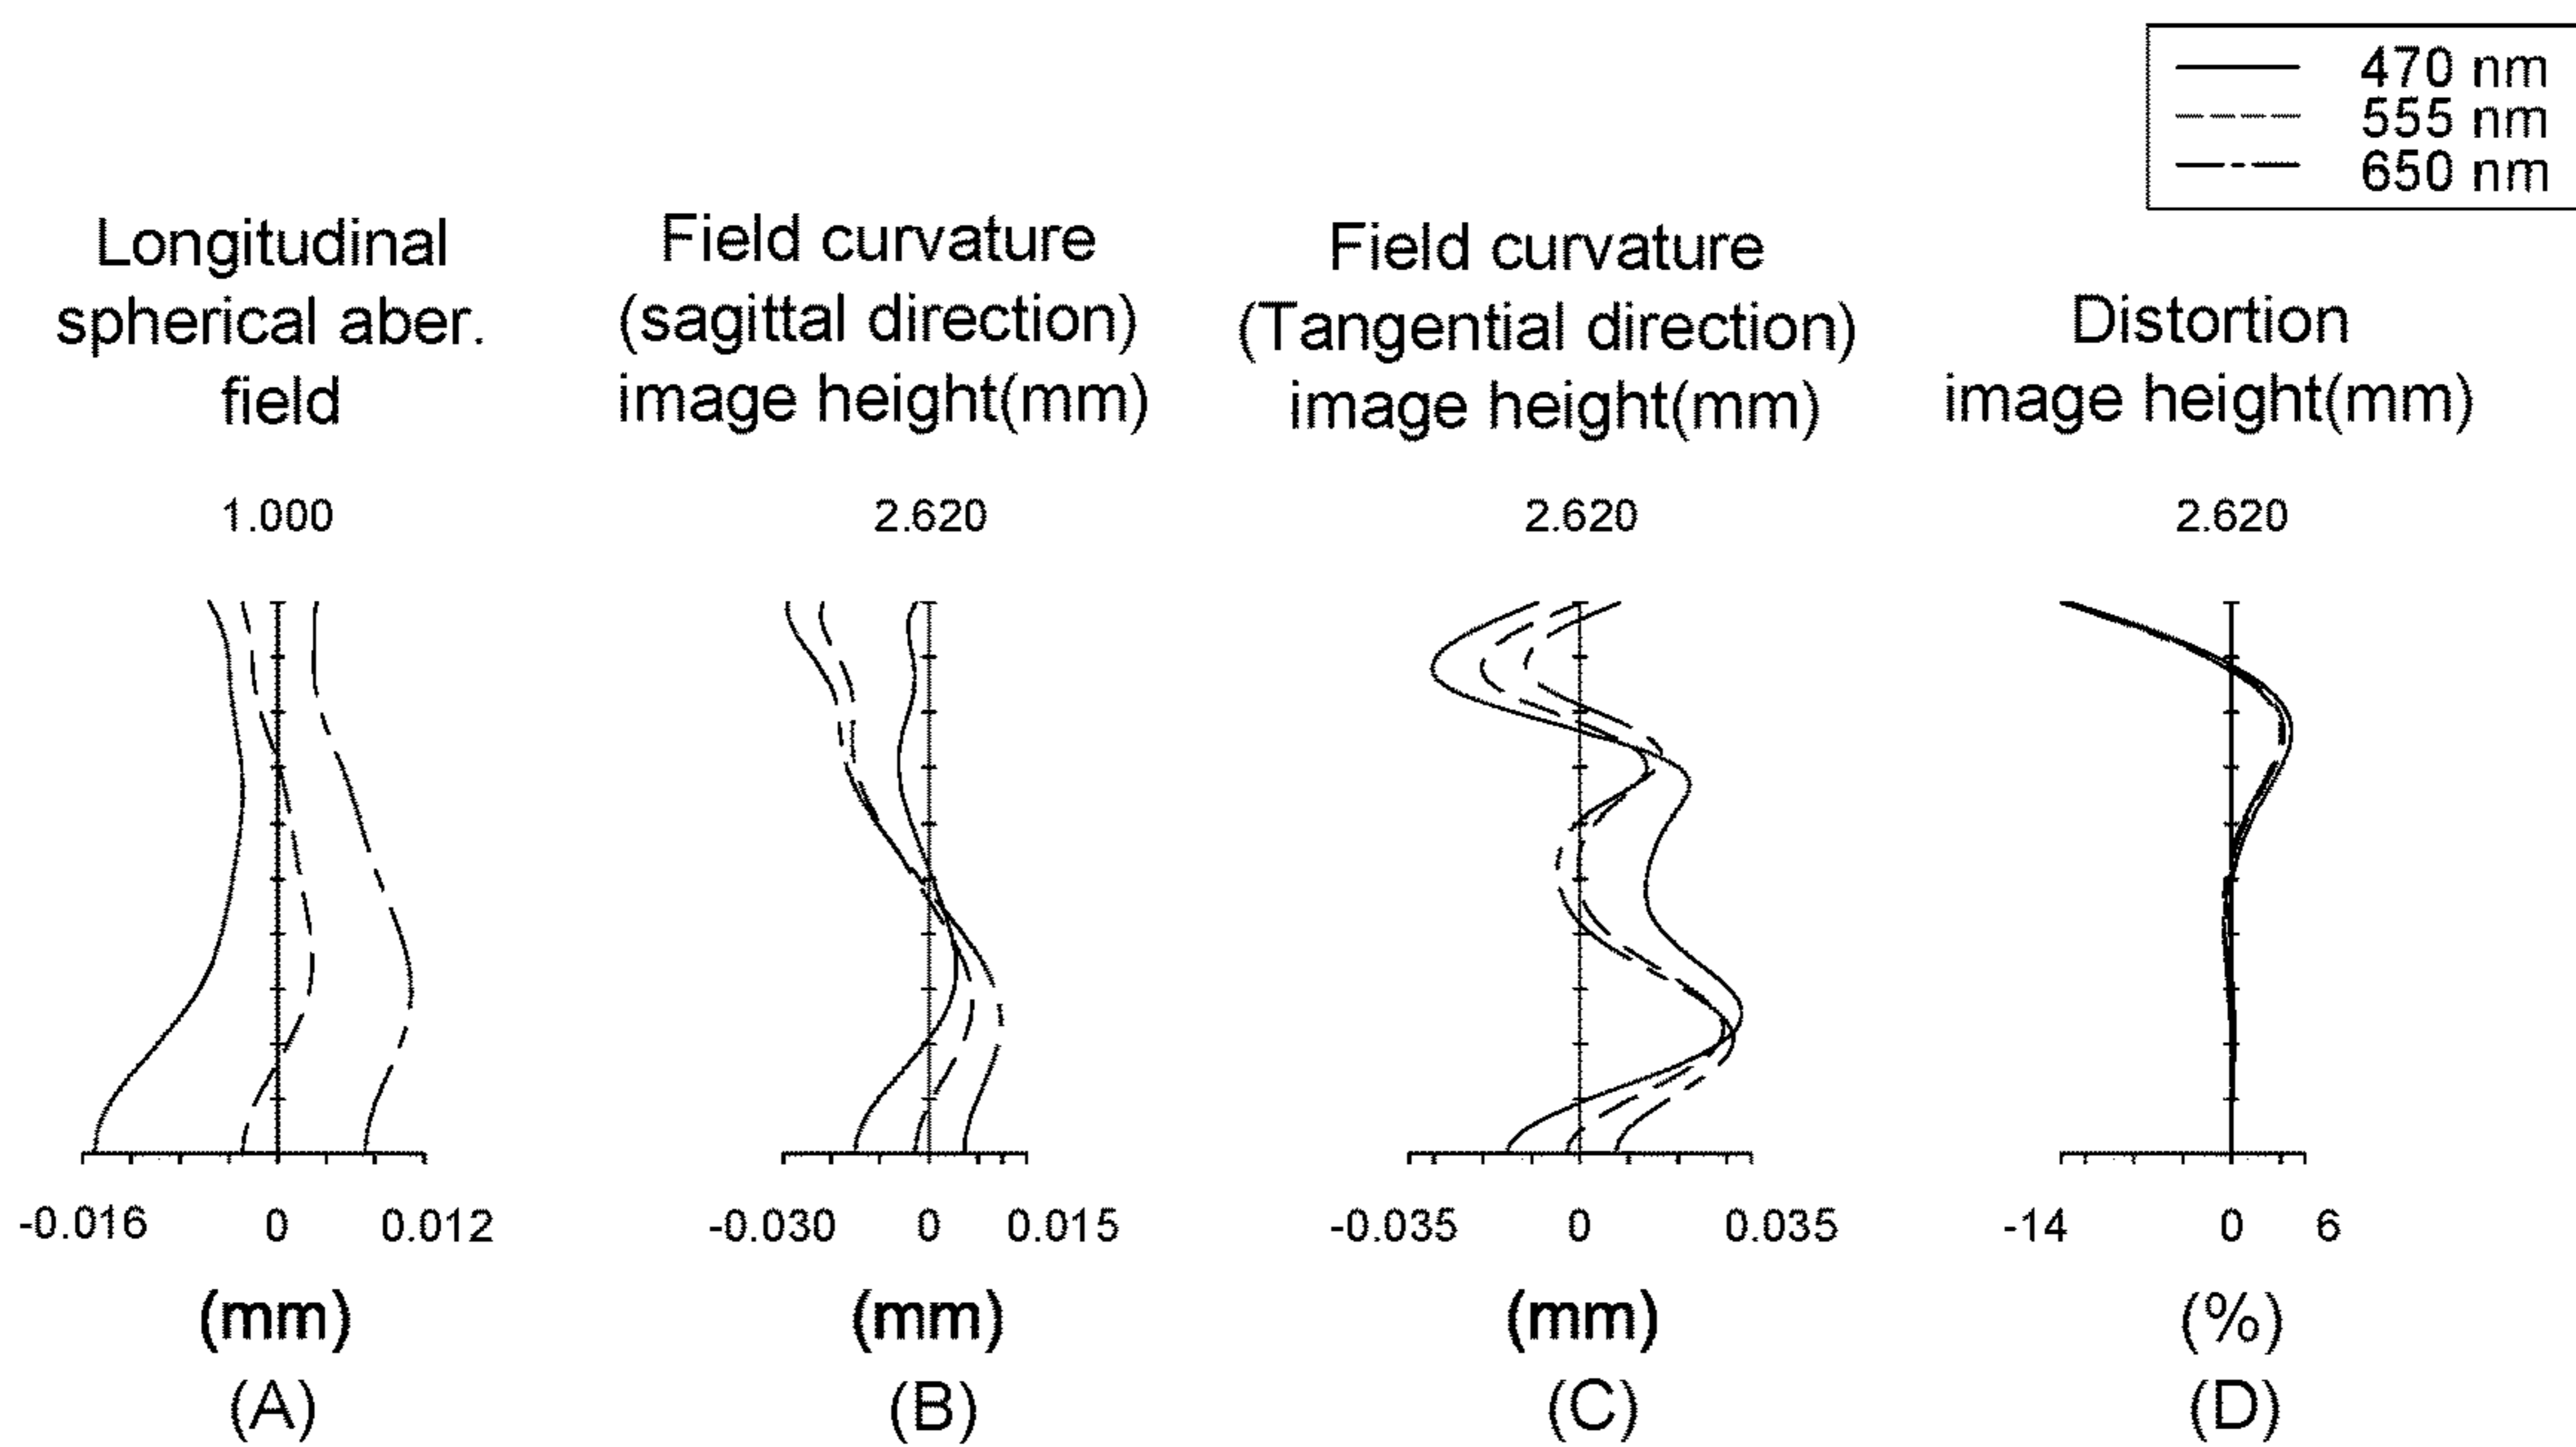 470 nm
555 nm
650 nm
Longitudinal
spherical aber.
field
1.000
-0.016 0 0.012
(mm)
(A)
Field curvature
(sagittal direction)
image height(mm)
2.620
-0.030 0 0.015
(mm)
(B)
Field curvature
(Tangential direction)
image height(mm)
2.620
-0.035 0 0.035
(mm)
(C)
Distortion
image height(mm)
2.620
-14 0 6
(%)
(D)